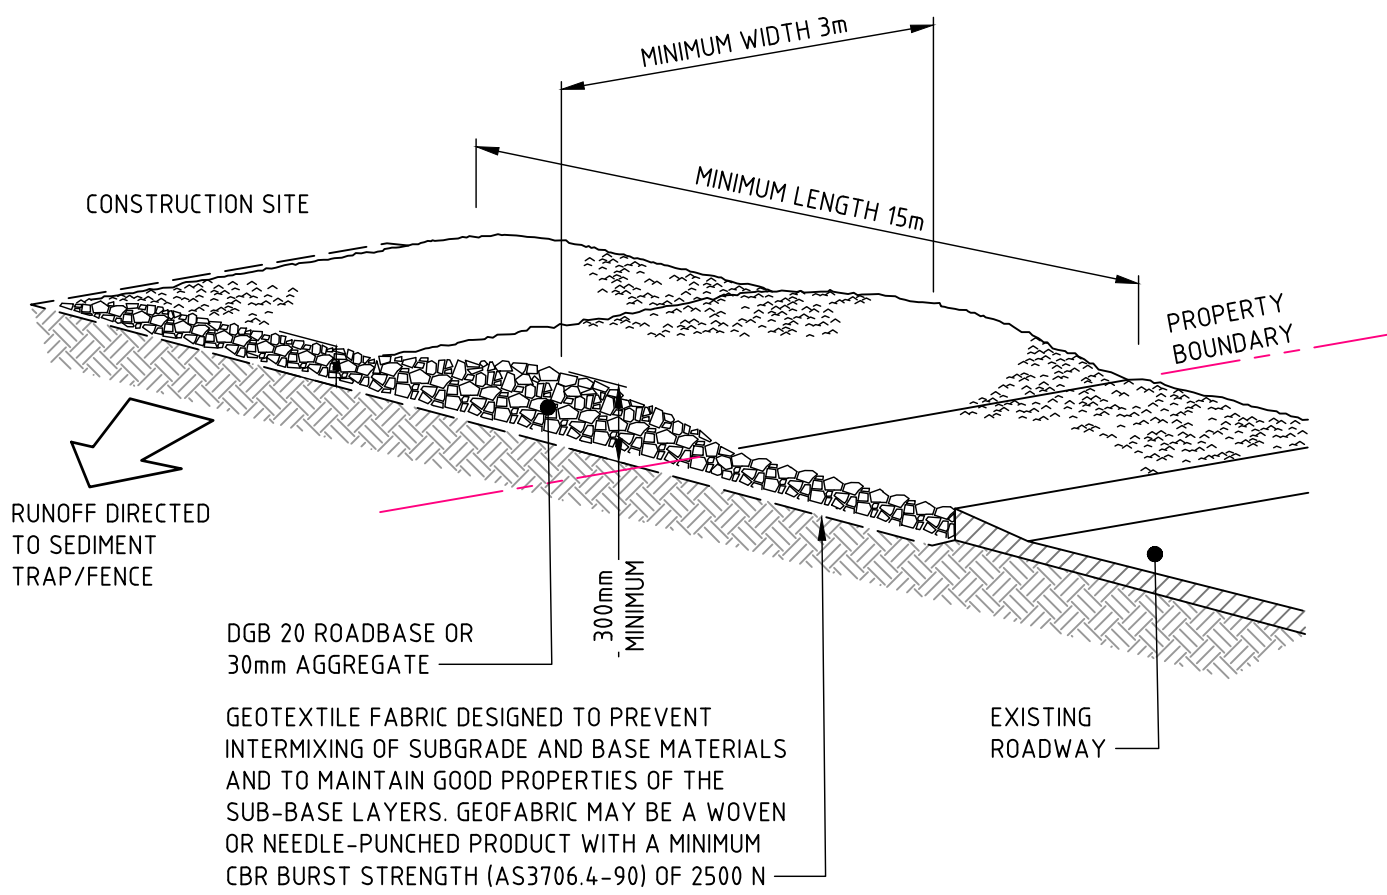 MINIMUM WIDTH 3m
MINIMUM LENGTH 15m
CONSTRUCTION SITE
PROPERTY
BOUNDARY
RUNOFF DIRECTED
TO SEDIMENT
TRAP/FENCE
300mm
MINIMUM
DGB 20 ROADBASE OR
30mm AGGREGATE
GEOTEXTILE FABRIC DESIGNED TO PREVENT
INTERMIXING OF SUBGRADE AND BASE MATERIALS
AND TO MAINTAIN GOOD PROPERTIES OF THE
SUB-BASE LAYERS. GEOFABRIC MAY BE A WOVEN
OR NEEDLE-PUNCHED PRODUCT WITH A MINIMUM
CBR BURST STRENGTH (AS3706.4-90) OF 2500 N
EXISTING
ROADWAY